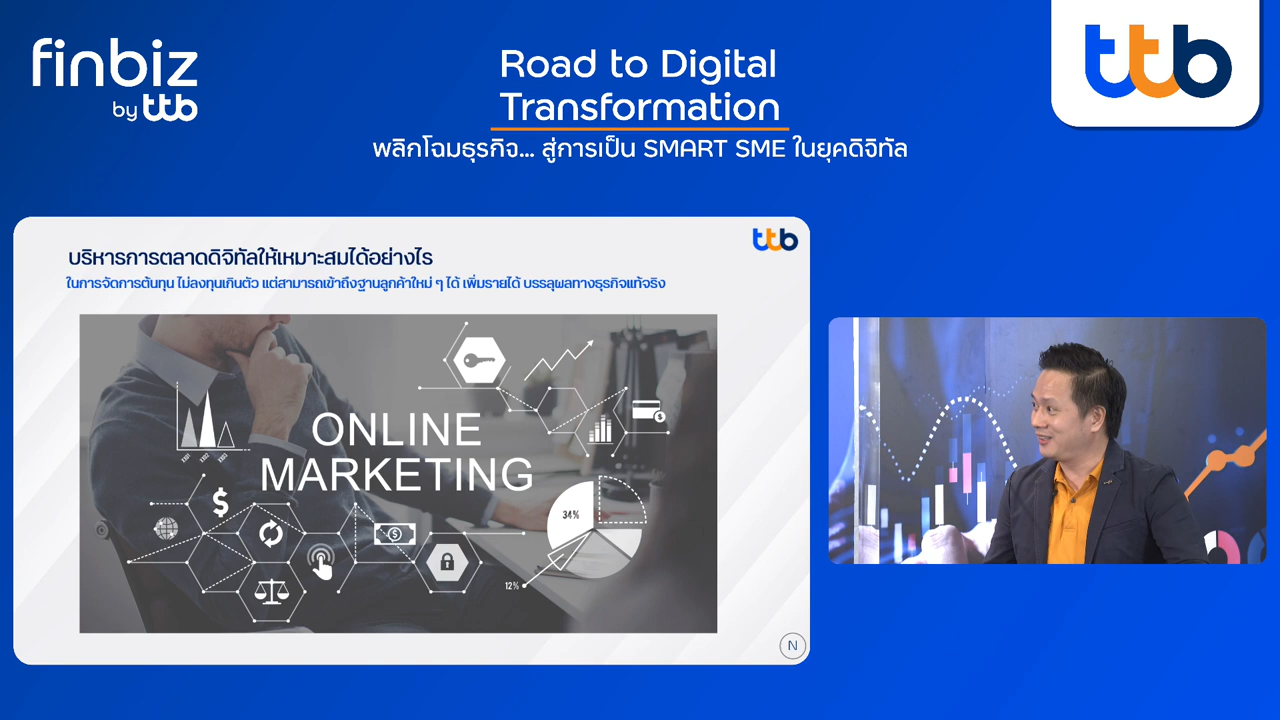 finbiz
by ttb
Road to Digital
Transformation
พลิกโฉมธุรกิจ... สู่การเป็น SMART SME ในยุคดิจิทัล
ttb
ttb
บริหารการตลาดดิจิทัลให้เหมาะสมได้อย่างไร
ในการจัดการต้นทุน ไม่ลงทุนเกินตัว แต่สามารถเข้าถึงฐานลูกค้าใหม่ ๆ ได้ เพิ่มรายได้ บรรลุผลทางธุรกิจแท้จริง
ONLINE
MARKETING
$
$
$
34%
12%
N